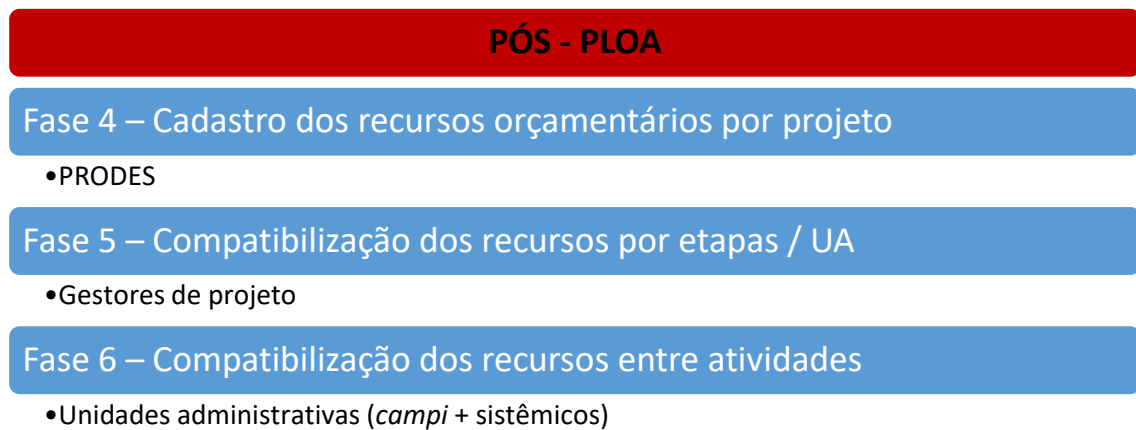 PÓS - PLOA
Fase 4 – Cadastro dos recursos orçamentários por projeto
•PRODES
Fase 5 – Compatibilização dos recursos por etapas / UA
•Gestores de projeto
Fase 6 – Compatibilização dos recursos entre atividades
•Unidades administrativas (campi + sistêmicos)